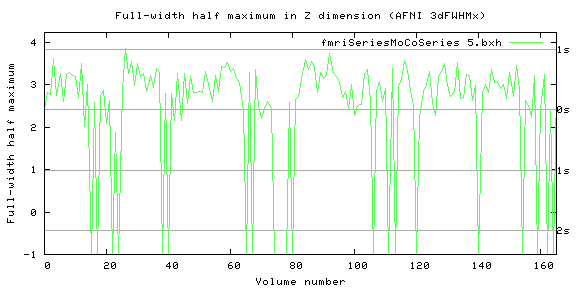 Full-width half maximum in Z dimension (AFNI 3dFWHMx)
fmriSeriesMoCoSeries 5.bxh
Full-width half maximum
4
3
2
1
0
-1
1s
0s
1s
2s
0 20 40 60 80 100 120 140 160
Volume number